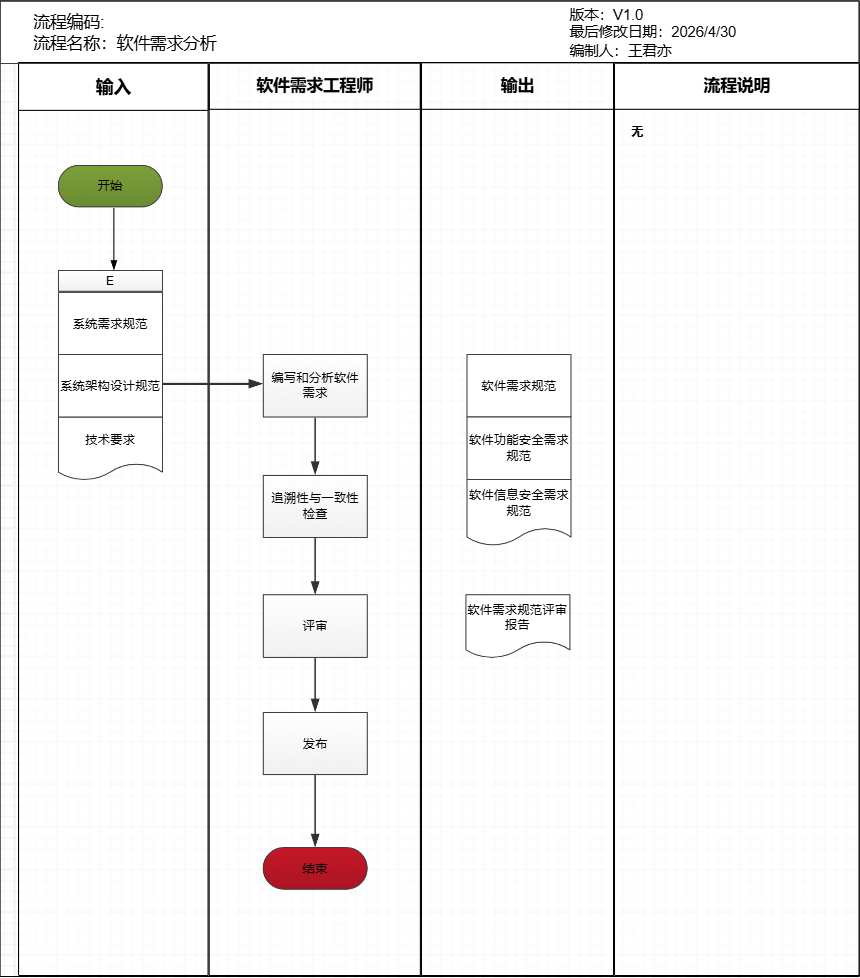 流程编码:
流程名称：软件需求分析
版本：V1.0
最后修改日期：2026/4/30
编制人：王君亦
输入
软件需求工程师
输出
流程说明
无
开始
E
系统需求规范
系统架构设计规范
技术要求
编写和分析软件
需求
追溯性与一致性
检查
评审
发布
结束
软件需求规范
软件功能安全需求
规范
软件信息安全需求
规范
软件需求规范评审
报告